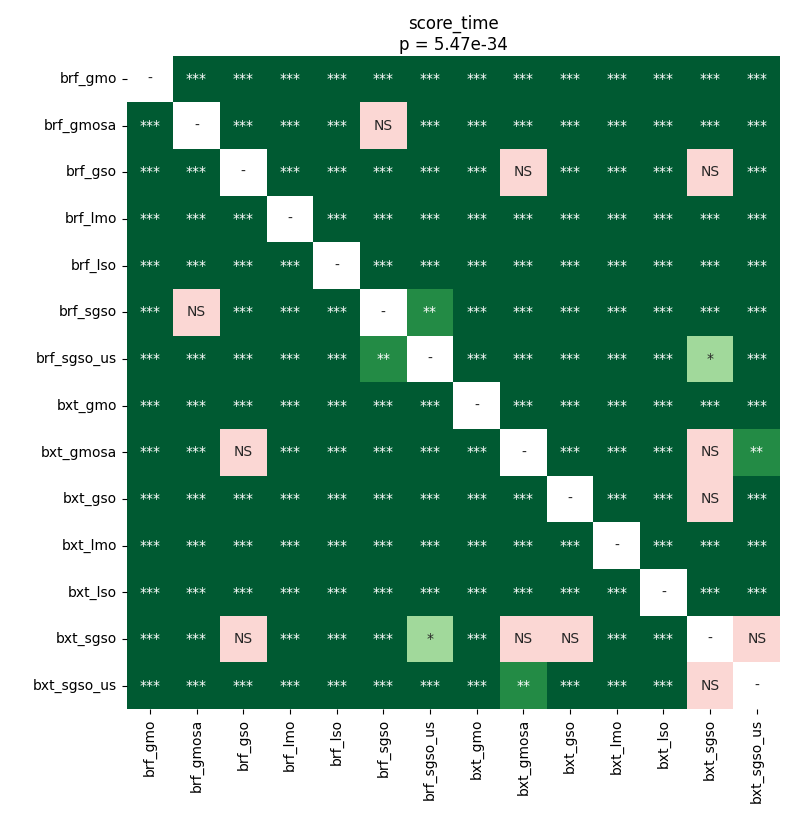 score_time
p = 5.47e-34
brf_gmo - *** *** *** *** *** *** *** *** *** *** *** *** ***
brf_gmosa *** - *** *** *** NS *** *** *** *** *** *** *** ***
brf_gso *** *** - *** *** *** *** *** NS *** *** *** NS ***
brf_lmo *** *** *** - *** *** *** *** *** *** *** *** *** ***
brf_lso *** *** *** *** - *** *** *** *** *** *** *** *** ***
brf_sgso *** NS *** *** *** - ** *** *** *** *** *** *** ***
brf_sgso_us *** *** *** *** *** ** - *** *** *** *** *** * ***
bxt_gmo *** *** *** *** *** *** *** - *** *** *** *** *** ***
bxt_gmosa *** *** NS *** *** *** *** *** - *** *** *** NS **
bxt_gso *** *** *** *** *** *** *** *** *** - *** *** NS ***
bxt_lmo *** *** *** *** *** *** *** *** *** *** - *** *** ***
bxt_lso *** *** *** *** *** *** *** *** *** *** *** - *** ***
bxt_sgso *** *** NS *** *** *** * *** NS NS *** *** - NS
bxt_sgso_us *** *** *** *** *** *** *** *** ** *** *** *** NS -
brf_gmo
brf_gmosa
brf_gso
brf_lmo
brf_lso
brf_sgso
brf_sgso_us
bxt_gmo
bxt_gmosa
bxt_gso
bxt_lmo
bxt_lso
bxt_sgso
bxt_sgso_us